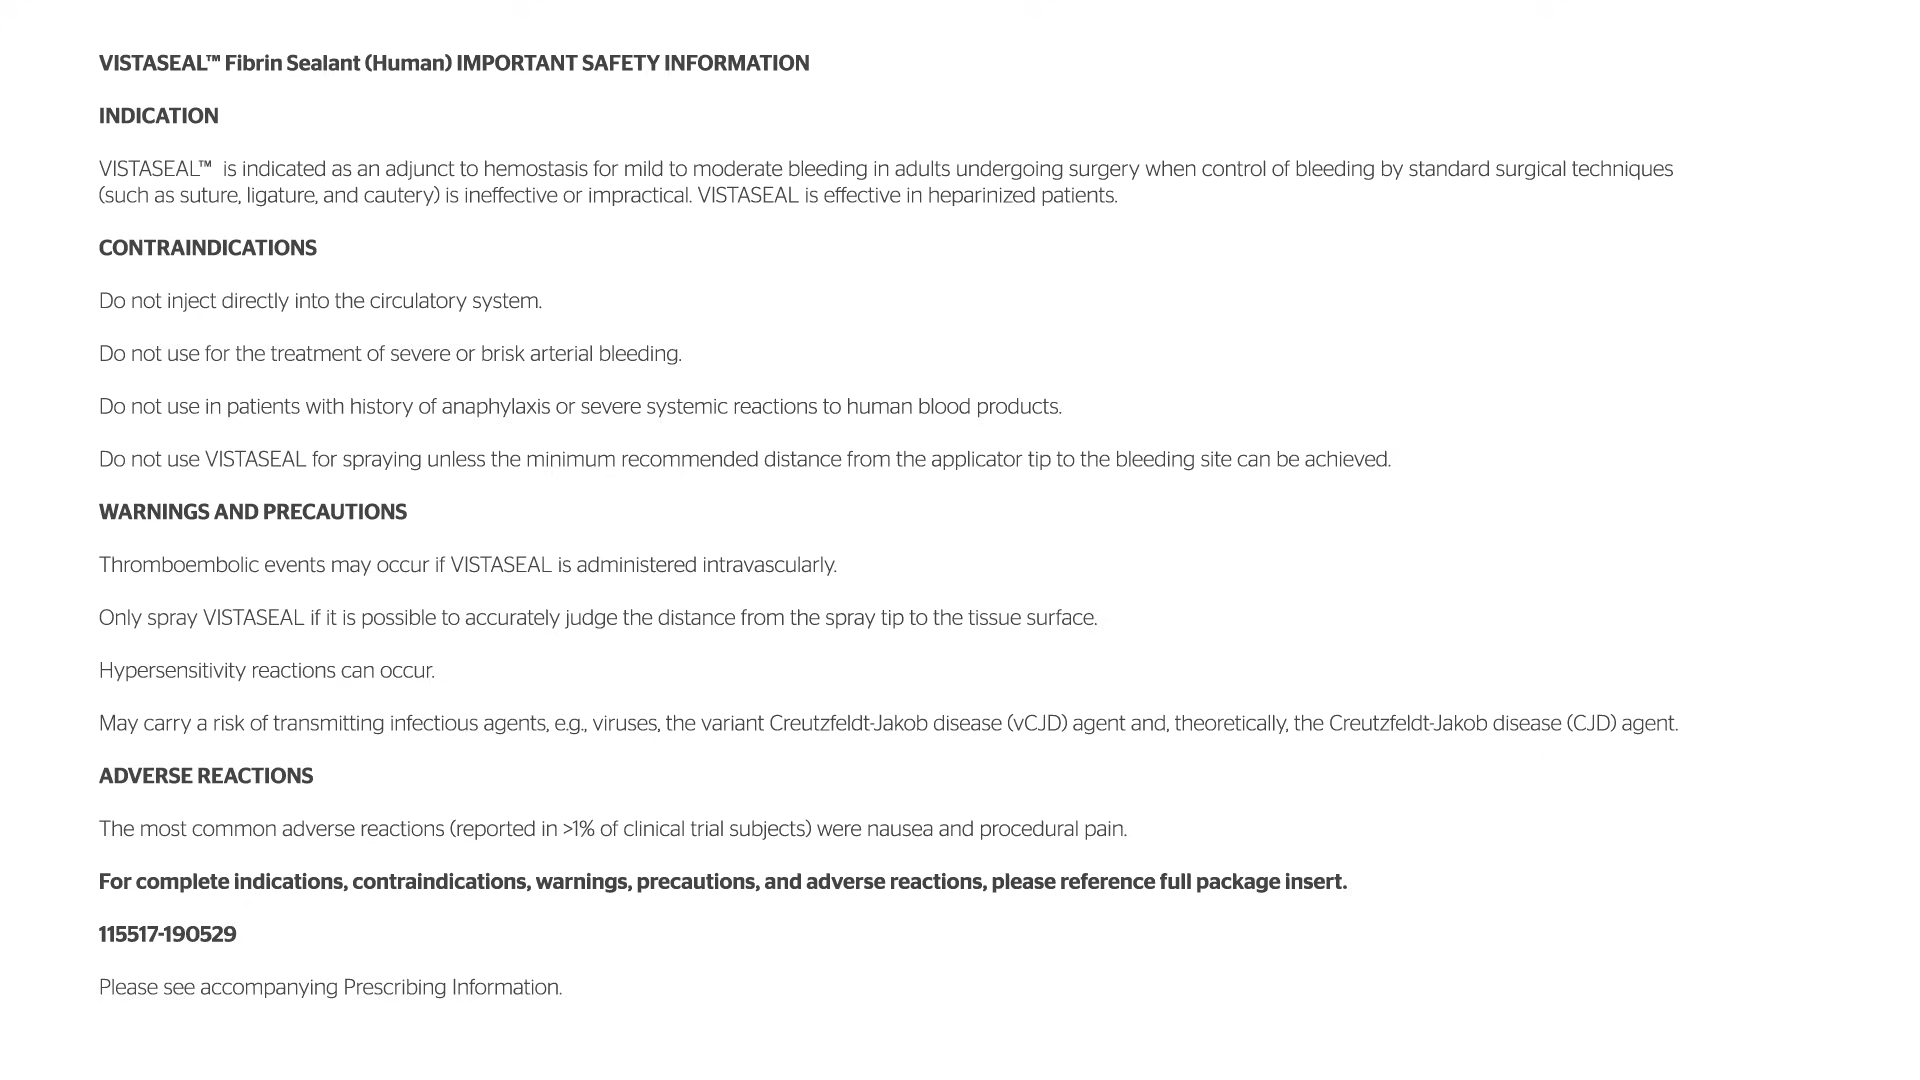 VISTASEAL™ Fibrin Sealant (Human) IMPORTANT SAFETY INFORMATION
INDICATION
VISTASEAL™ is indicated as an adjunct to hemostasis for mild to moderate bleeding in adults undergoing surgery when control of bleeding by standard surgical techniques
(such as suture, ligature, and cautery) is ineffective or impractical. VISTASEAL is effective in heparinized patients.
CONTRAINDICATIONS
Do not inject directly into the circulatory system.
Do not use for the treatment of severe or brisk arterial bleeding.
Do not use in patients with history of anaphylaxis or severe systemic reactions to human blood products.
Do not use VISTASEAL for spraying unless the minimum recommended distance from the applicator tip to the bleeding site can be achieved.
WARNINGS AND PRECAUTIONS
Thromboembolic events may occur if VISTASEAL is administered intravascularly.
Only spray VISTASEAL if it is possible to accurately judge the distance from the spray tip to the tissue surface.
Hypersensitivity reactions can occur.
May carry a risk of transmitting infectious agents, e.g., viruses, the variant Creutzfeldt-Jakob disease (vCJD) agent and, theoretically, the Creutzfeldt-Jakob disease (CJD) agent.
ADVERSE REACTIONS
The most common adverse reactions (reported in >1% of clinical trial subjects) were nausea and procedural pain.
For complete indications, contraindications, warnings, precautions, and adverse reactions, please reference full package insert.
115517-190529
Please see accompanying Prescribing Information.